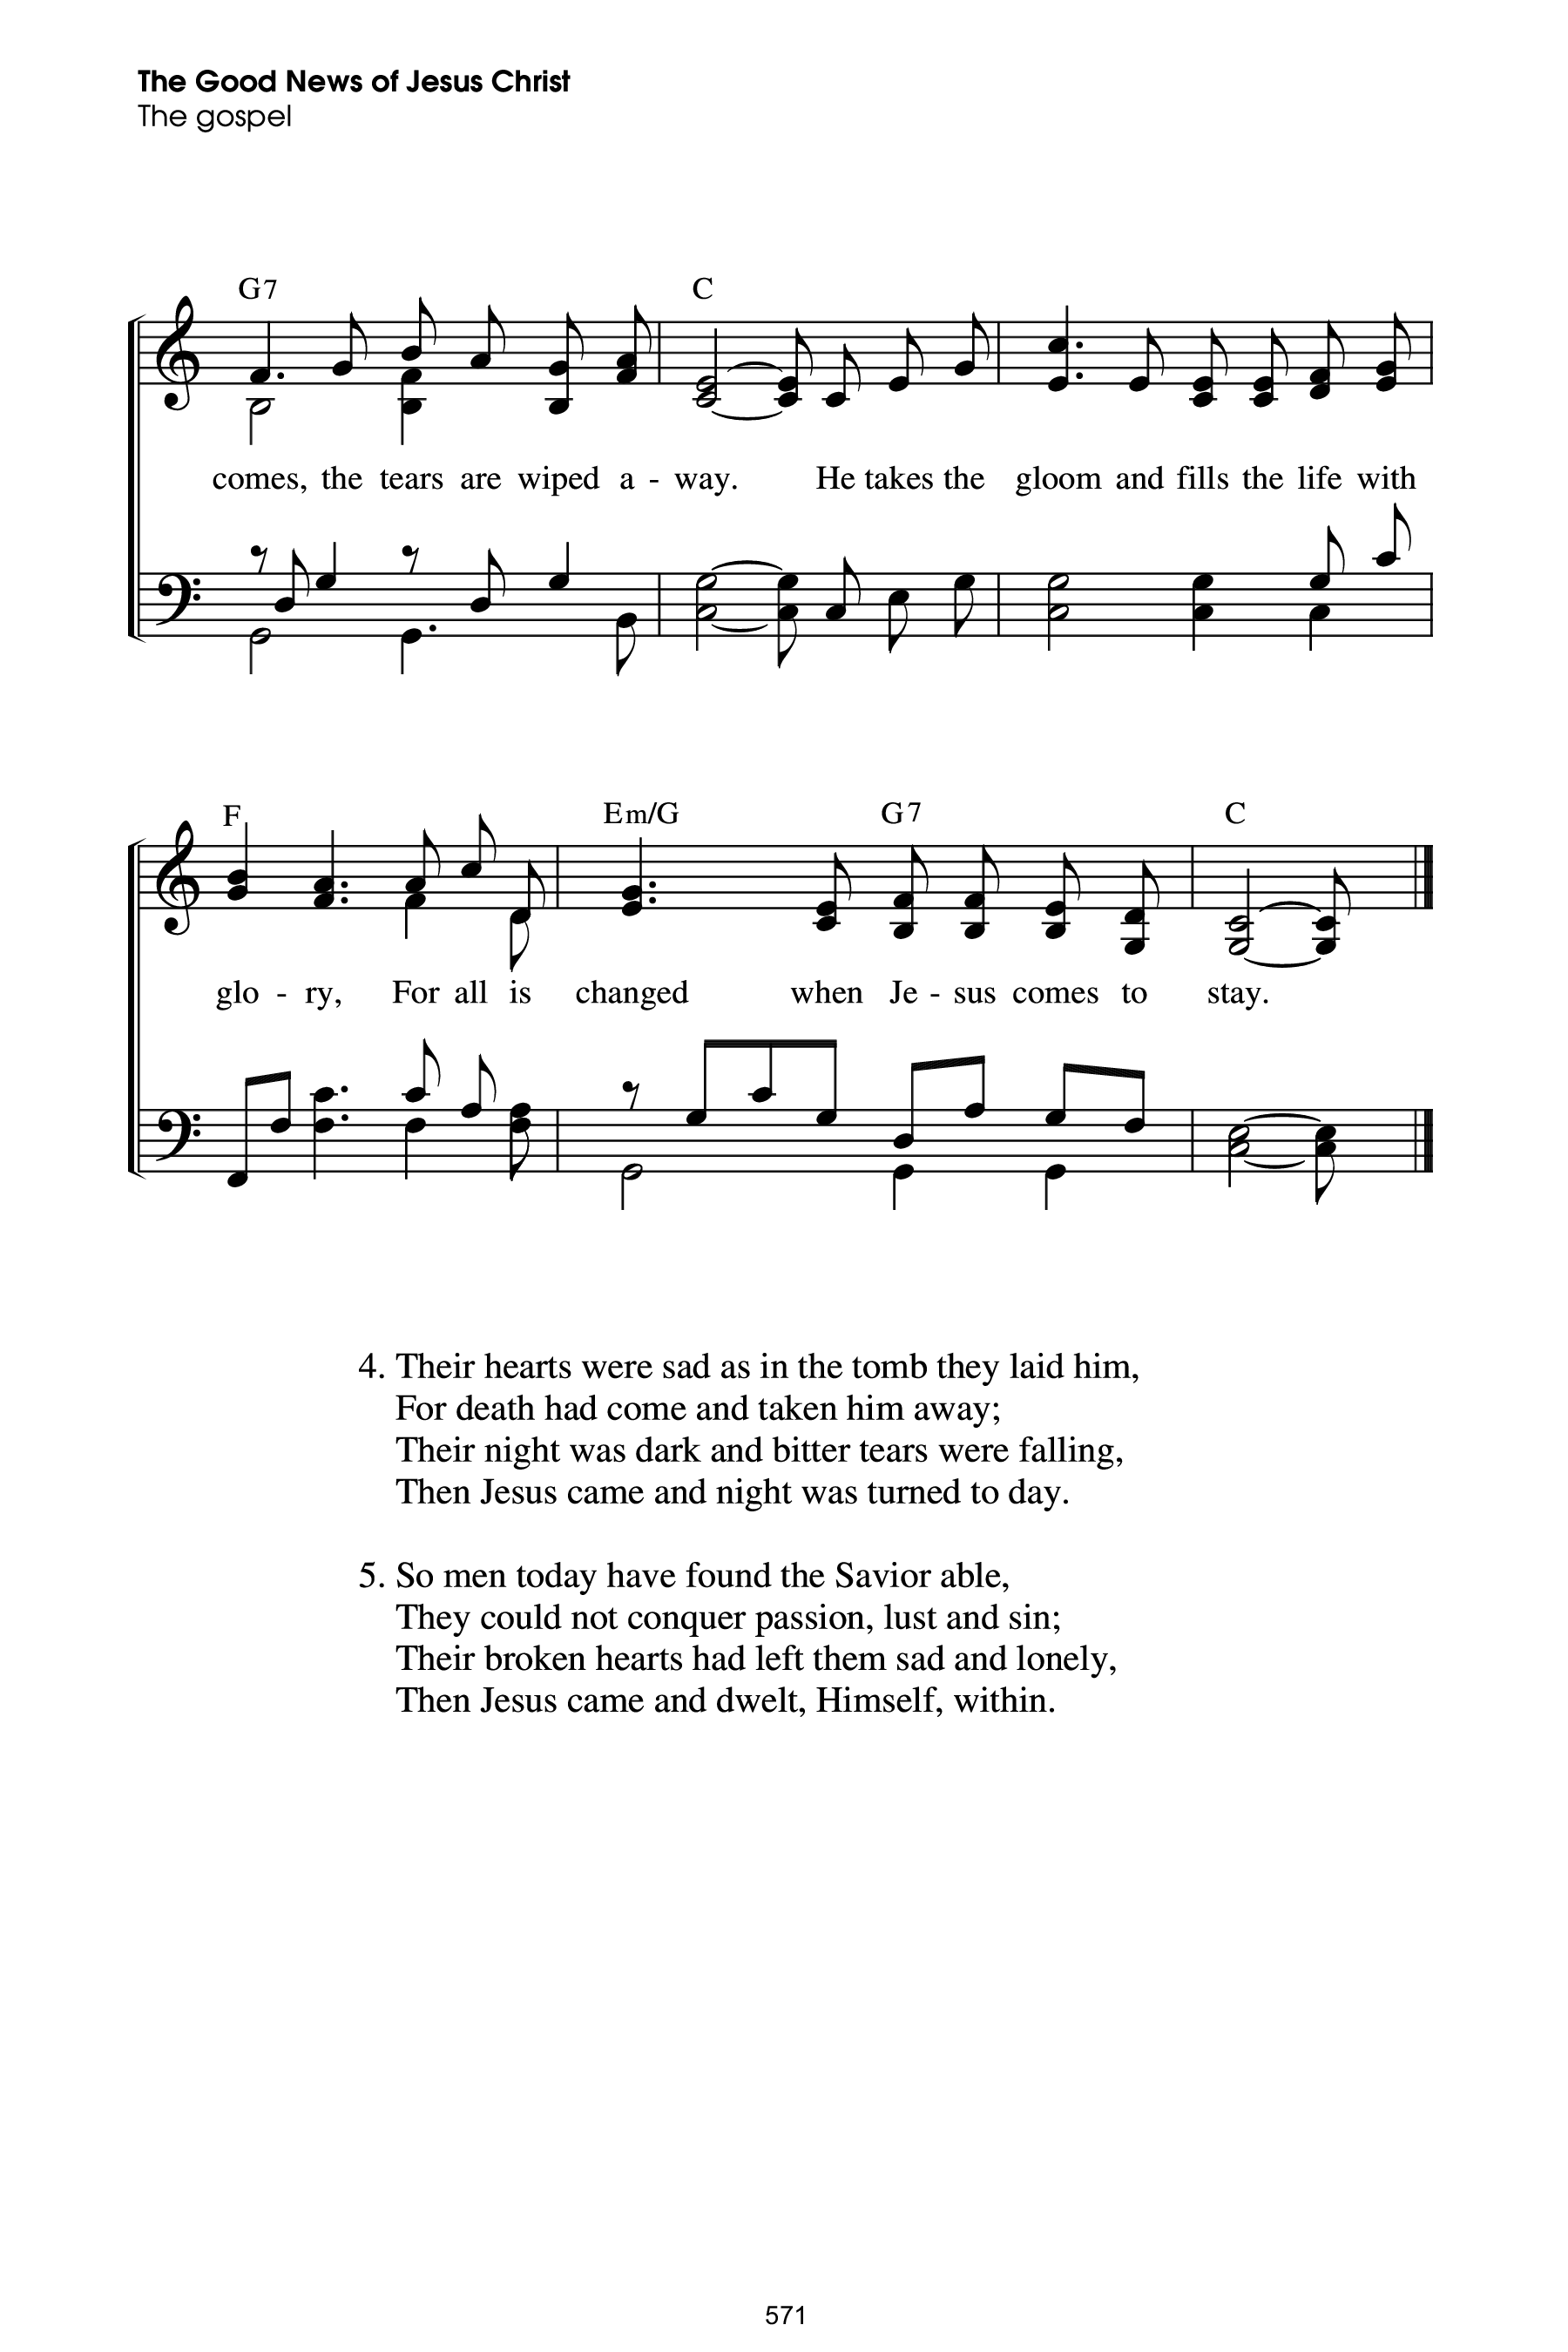 The Good News of Jesus Christ
The gospel
G7 C
comes, the tears are wiped a - way. He takes the gloom and fills the life with
F Em/G G7 C
glo - ry, For all is changed when Je - sus comes to stay.
4. Their hearts were sad as in the tomb they laid him,
For death had come and taken him away;
Their night was dark and bitter tears were falling,
Then Jesus came and night was turned to day.
5. So men today have found the Savior able,
They could not conquer passion, lust and sin;
Their broken hearts had left them sad and lonely,
Then Jesus came and dwelt, Himself, within.
571